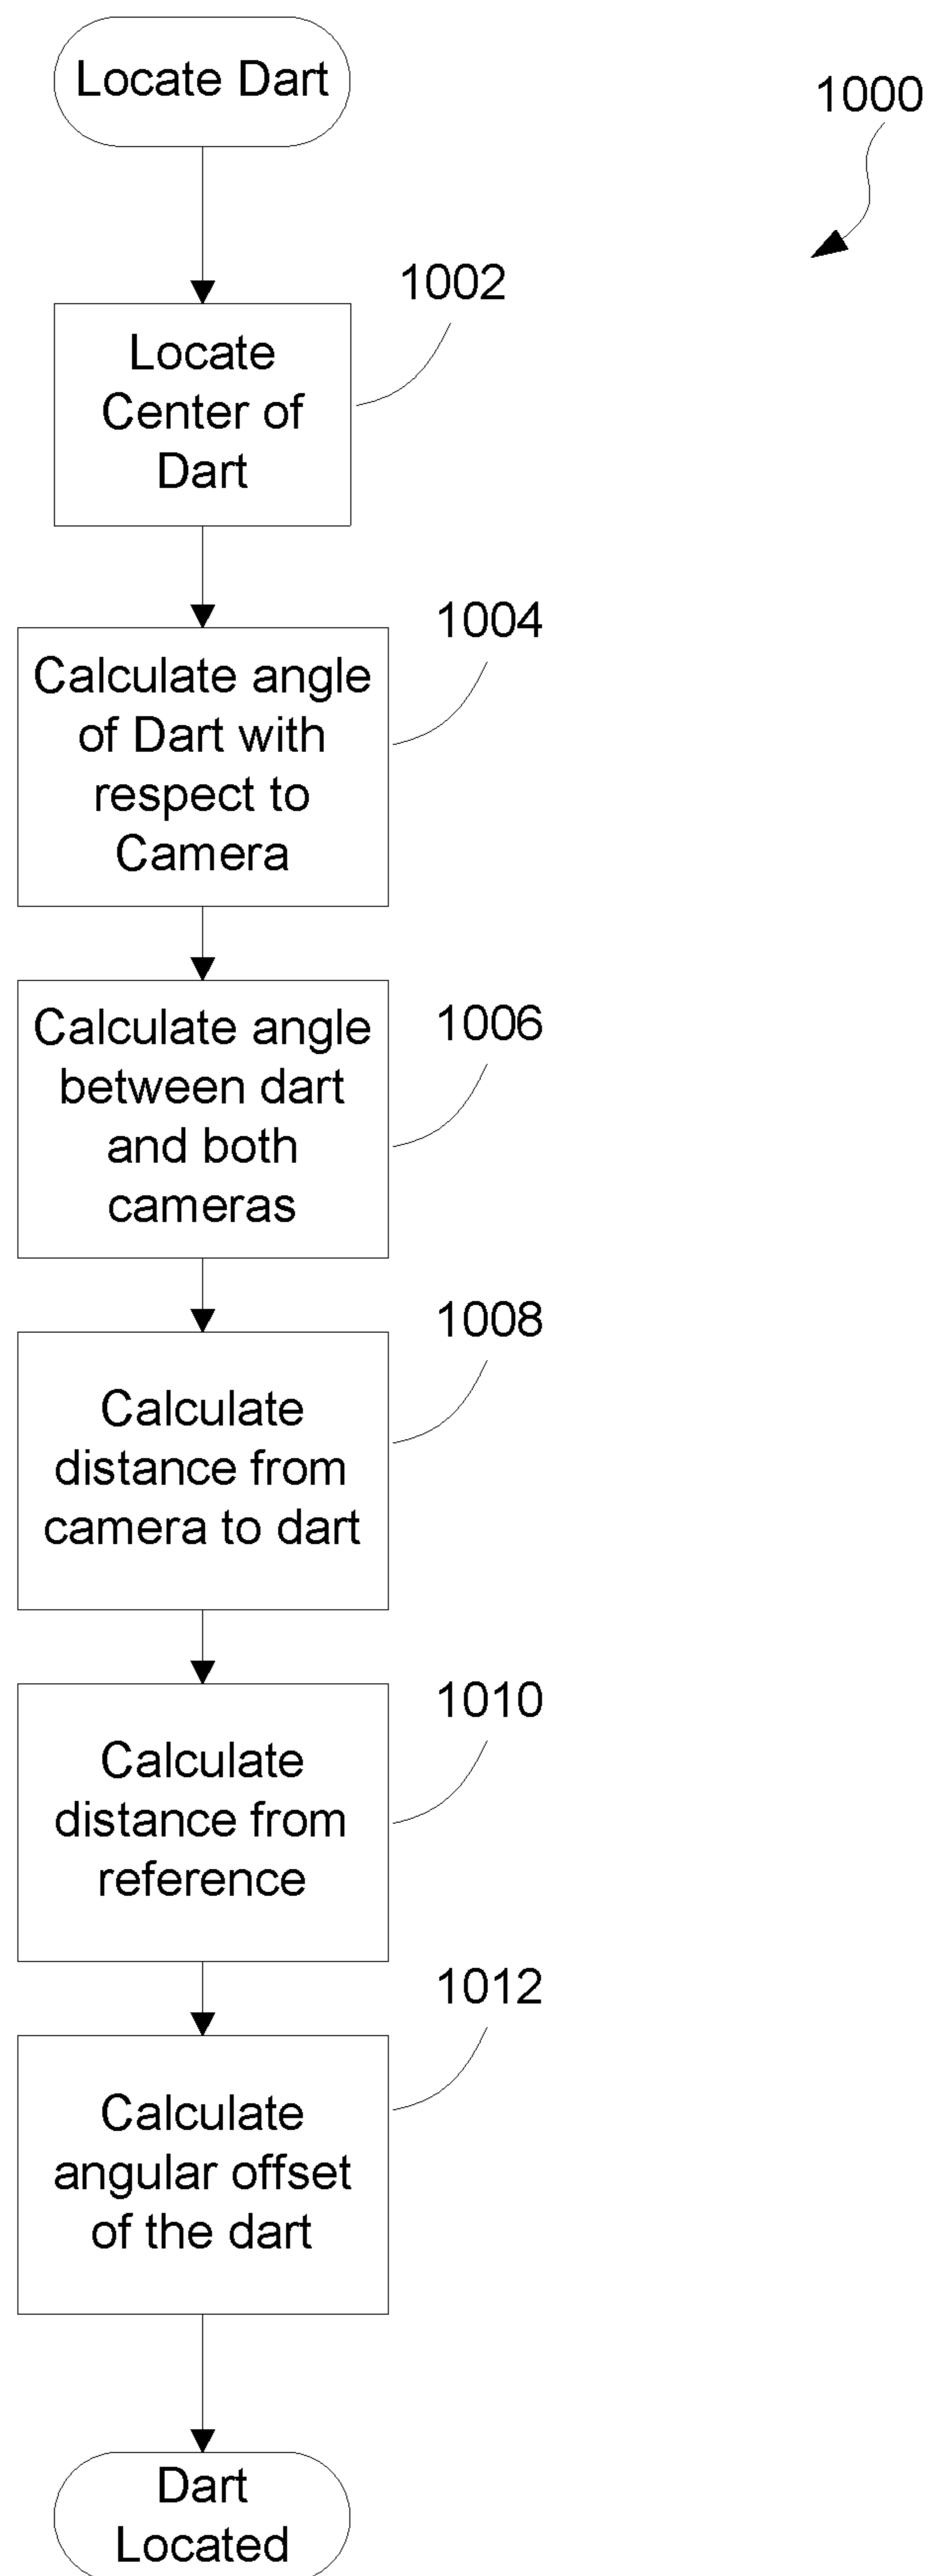 Locate Dart
1000
1002
Locate
Center of
Dart
1004
Calculate angle
of Dart with
respect to
Camera
1006
Calculate angle
between dart
and both
cameras
1008
Calculate
distance from
camera to dart
1010
Calculate
distance from
reference
1012
Calculate
angular offset
of the dart
Dart
Located